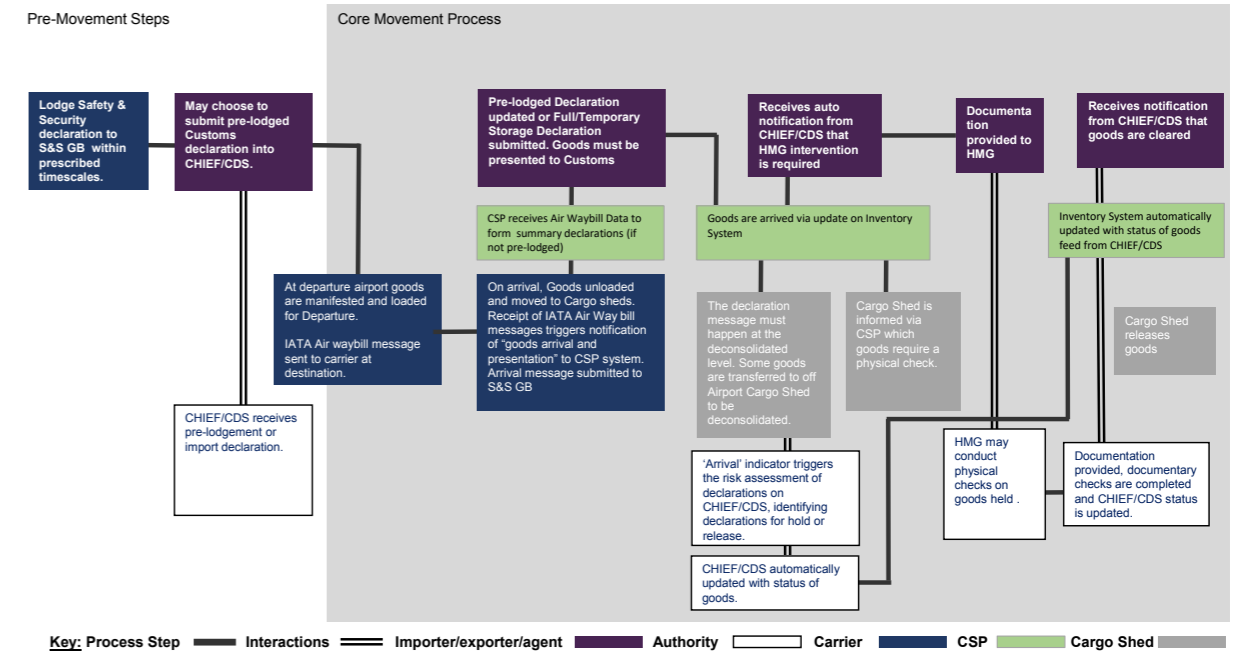 Pre-Movement Steps
Core Movement Process
Lodge Safety &
Security
declaration to
S&S GB within
prescribed
timescales.
May choose to
submit pre-lodged
Customs
declaration into
CHIEF/CDS.
Pre-lodged Declaration
updated or Full/Temporary
Storage Declaration
submitted. Goods must be
presented to Customs
Receives auto
notification from
CHIEF/CDS that
HMG intervention
is required
Documenta
tion
provided to
HMG
Receives notification
from CHIEF/CDS that
goods are cleared
CSP receives Air Waybill Data to
form summary declarations (if
not pre-lodged)
Goods are arrived via update on Inventory
System
Inventory System automatically
updated with status of goods
feed from CHIEF/CDS
At departure airport goods
are manifested and loaded
for Departure.
IATA Air waybill message
sent to carrier at
destination.
On arrival, Goods unloaded
and moved to Cargo sheds.
Receipt of IATA Air Way bill
messages triggers notification
of “goods arrival and
presentation” to CSP system.
Arrival message submitted to
S&S GB
The declaration
message must
happen at the
deconsolidated
level. Some goods
are transferred to off
Airport Cargo Shed
to be
deconsolidated.
Cargo Shed is
informed via
CSP which
goods require a
physical check.
Cargo Shed
releases
goods
CHIEF/CDS receives
pre-lodgement or
import declaration.
‘Arrival’ indicator triggers
the risk assessment of
declarations on
CHIEF/CDS, identifying
declarations for hold or
release.
HMG may
conduct
physical
checks on
goods held .
Documentation
provided, documentary
checks are completed
and CHIEF/CDS status
is updated.
CHIEF/CDS automatically
updated with status of
goods.
Key: Process Step Interactions Importer/exporter/agent Authority Carrier CSP Cargo Shed